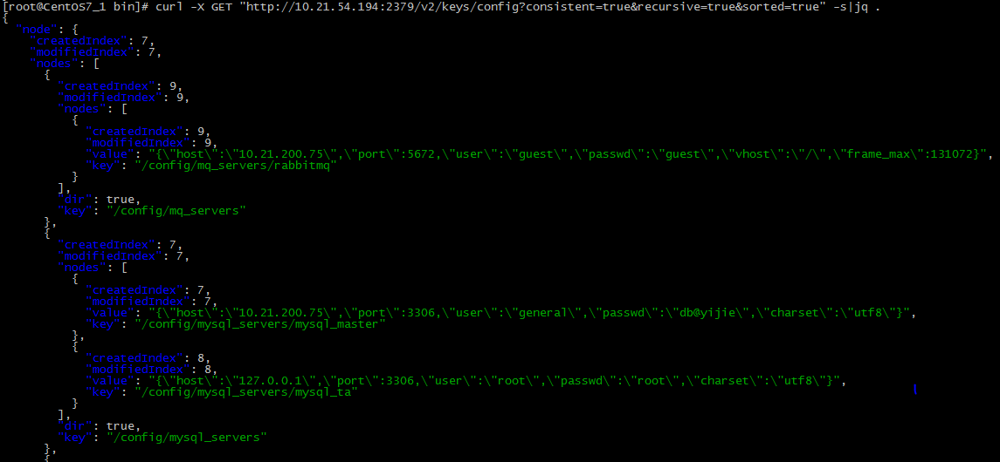 [root@CentOS7_1 bin]# curl -X GET "http://10.21.54.194:2379/v2/keys/config?consistent=true&recursive=true&sorted=true" -s|jq .
{
  "node": {
    "createdIndex": 7,
    "modifiedIndex": 7,
    "nodes": [
      {
        "createdIndex": 9,
        "modifiedIndex": 9,
        "nodes": [
          {
            "createdIndex": 9,
            "modifiedIndex": 9,
            "value": "{\"host\":\"10.21.200.75\",\"port\":5672,\"user\":\"guest\",\"passwd\":\"guest\",\"vhost\":\"/\",\"frame_max\":131072}",
            "key": "/config/mq_servers/rabbitmq"
          }
        ],
        "dir": true,
        "key": "/config/mq_servers"
      },
      {
        "createdIndex": 7,
        "modifiedIndex": 7,
        "nodes": [
          {
            "createdIndex": 7,
            "modifiedIndex": 7,
            "value": "{\"host\":\"10.21.200.75\",\"port\":3306,\"user\":\"general\",\"passwd\":\"db@yijie\",\"charset\":\"utf8\"}",
            "key": "/config/mysql_servers/mysql_master"
          },
          {
            "createdIndex": 8,
            "modifiedIndex": 8,
            "value": "{\"host\":\"127.0.0.1\",\"port\":3306,\"user\":\"root\",\"passwd\":\"root\",\"charset\":\"utf8\"}",
            "key": "/config/mysql_servers/mysql_ta"
          }
        ],
        "dir": true,
        "key": "/config/mysql_servers"
      },
      {